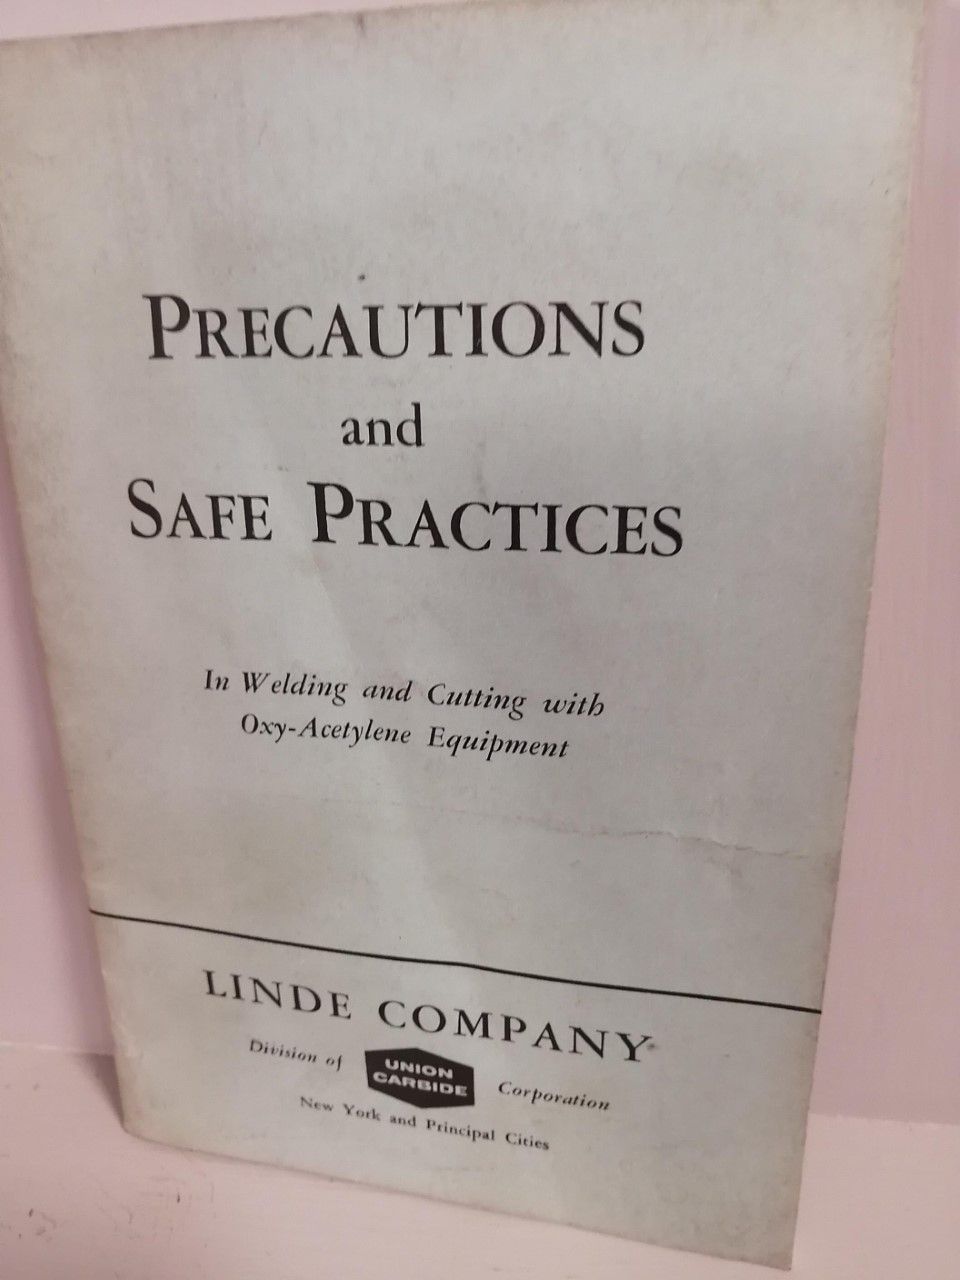 PRECAUTIONS
and
SAFE PRACTICES
In Welding and Cutting with
Oxy-Acetylene Equipment
LINDE COMPANY
Division of UNION CARBIDE Corporation
New York and Principal Cities